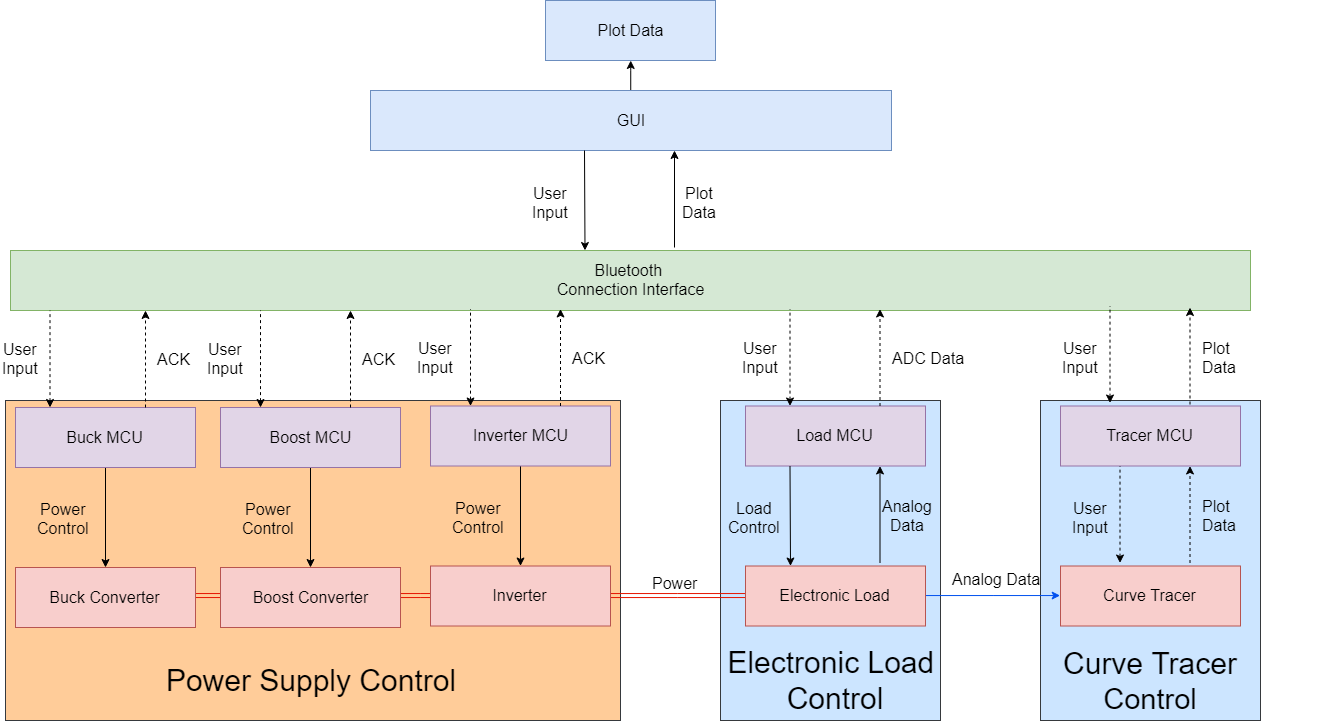 Plot Data
GUI
User
Input
Plot
Data
Bluetooth
Connection Interface
User
Input
ACK
User
Input
ACK
User
Input
ACK
User
Input
ADC Data
User
Input
Plot
Data
Buck MCU
Boost MCU
Inverter MCU
Load MCU
Tracer MCU
Power
Control
Power
Control
Power
Control
Load
Control
Analog
Data
User
Input
Plot
Data
Buck Converter
Boost Converter
Inverter
Power
Electronic Load
Analog Data
Curve Tracer
Power Supply Control
Electronic Load
Control
Curve Tracer
Control